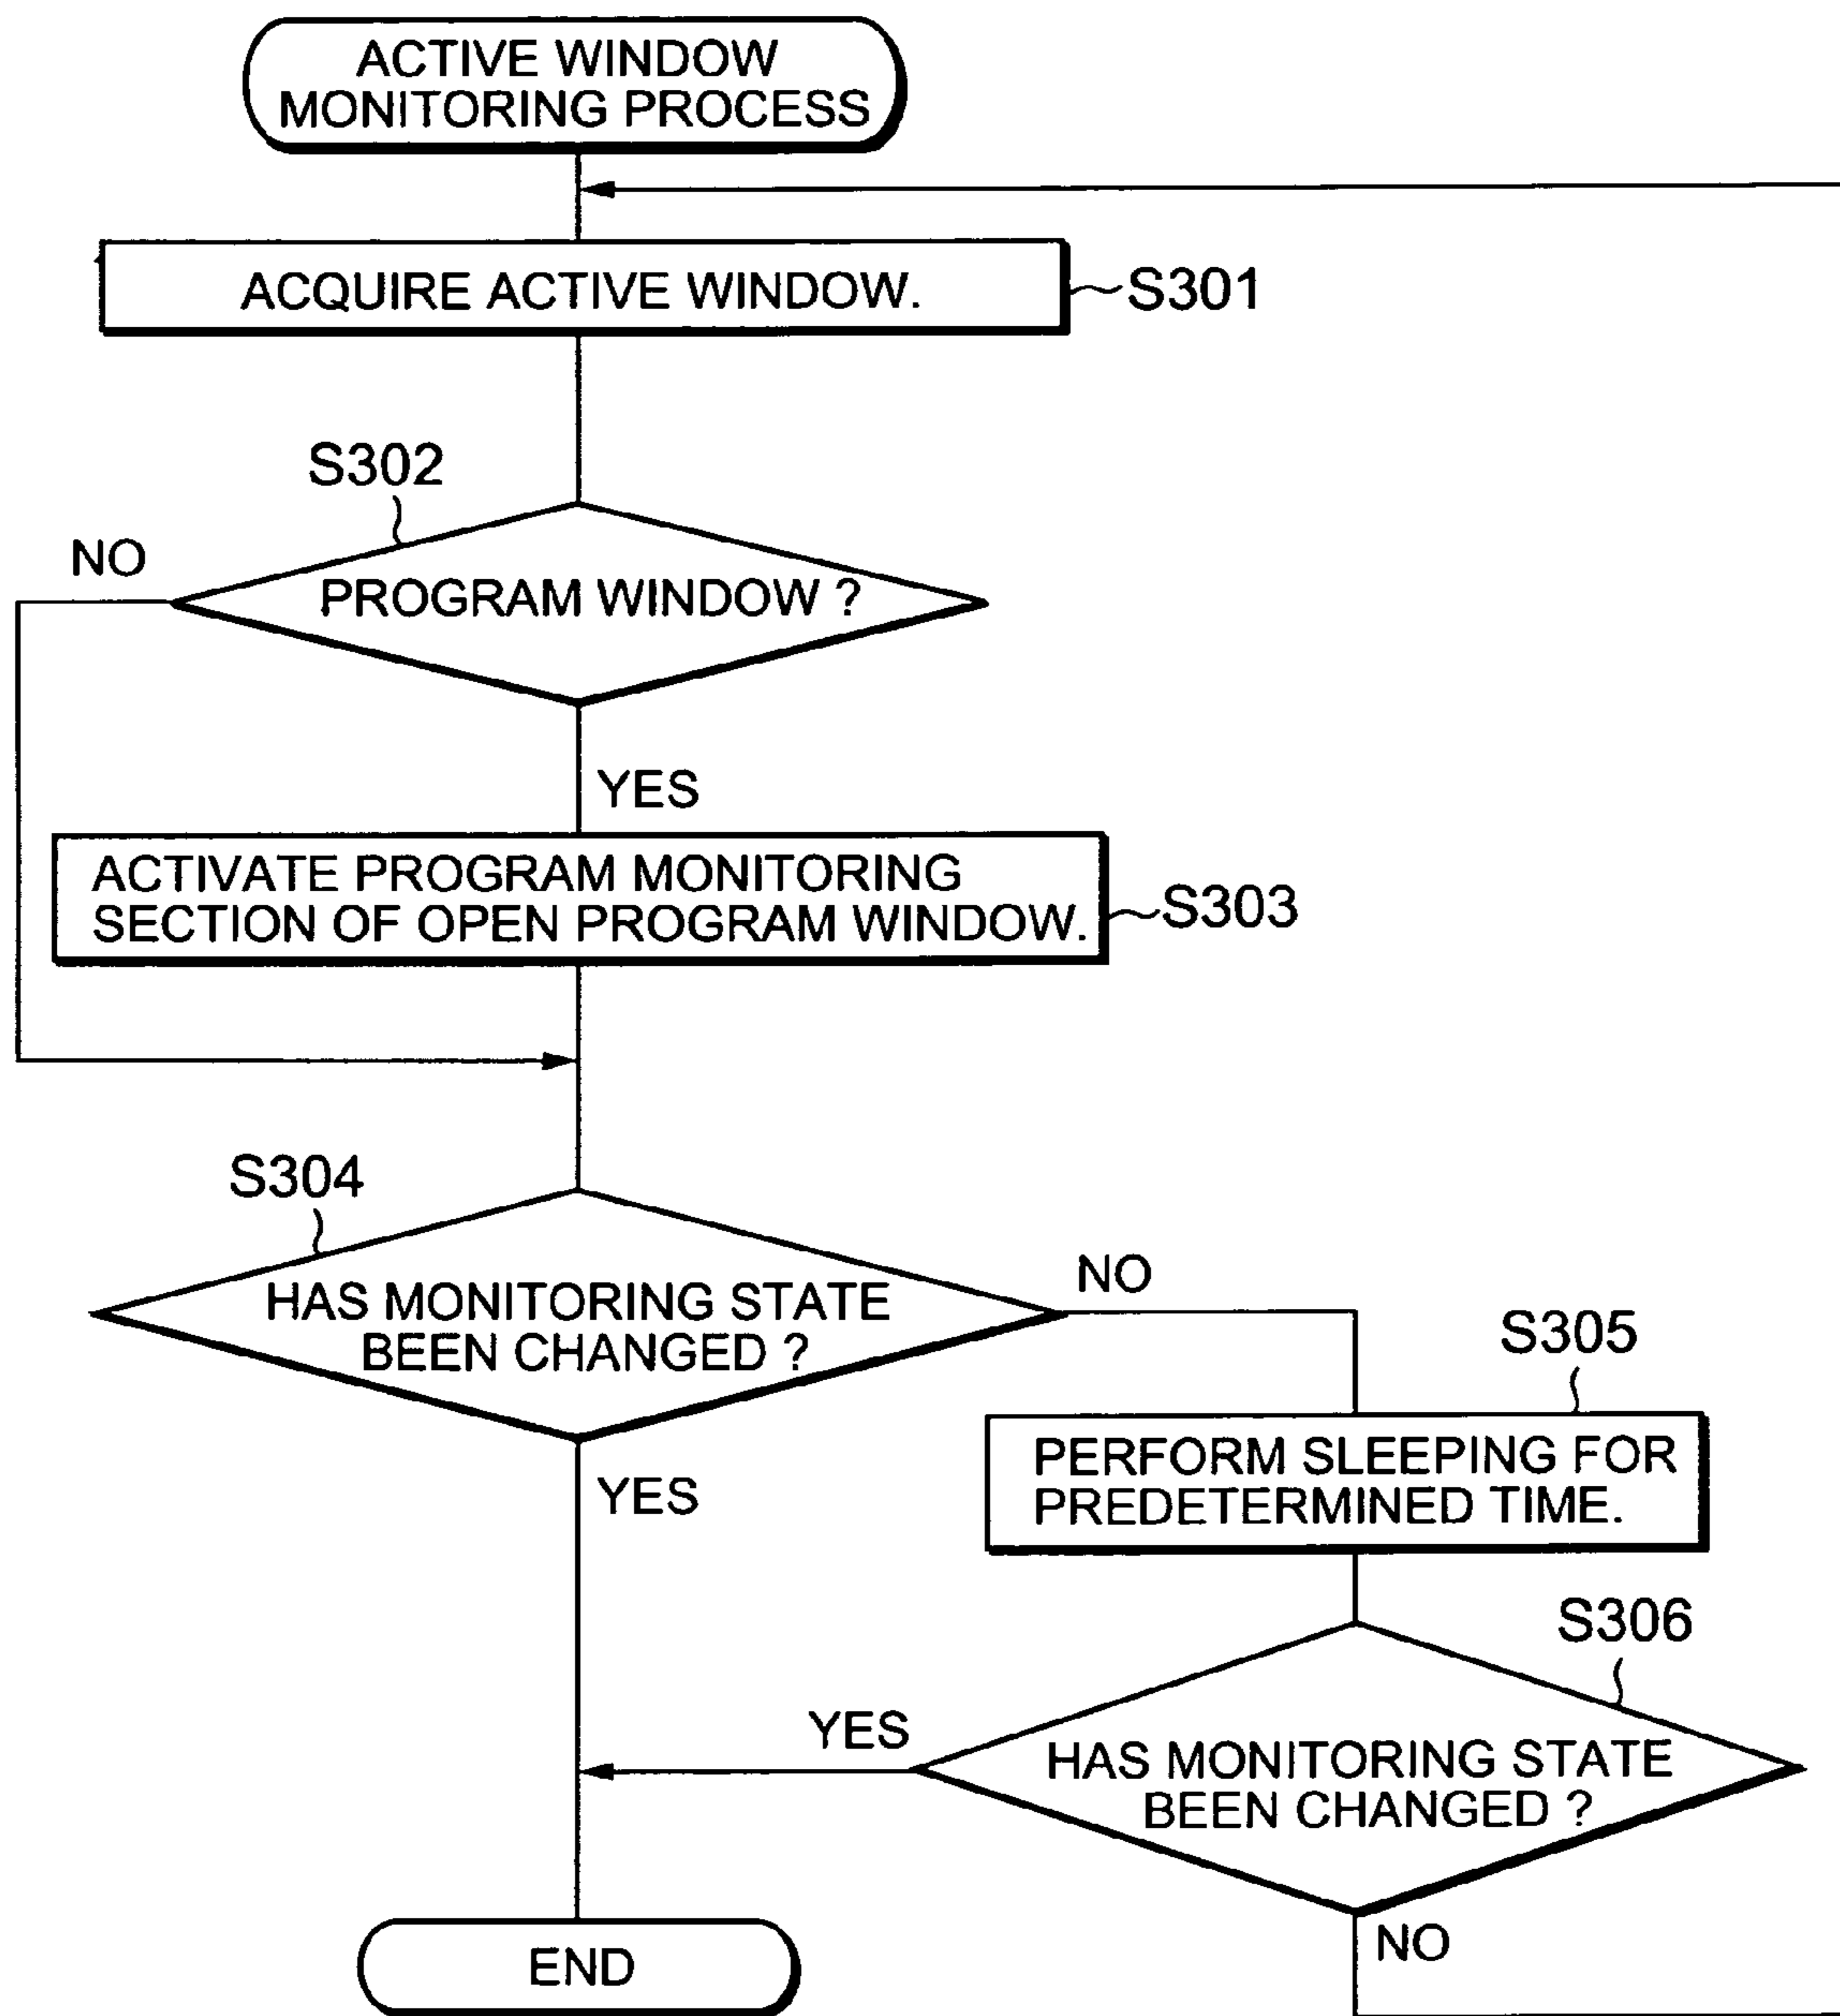 ACTIVE WINDOW
MONITORING PROCESS
ACQUIRE ACTIVE WINDOW.
S301
S302
NO
PROGRAM WINDOW ?
YES
ACTIVATE PROGRAM MONITORING
SECTION OF OPEN PROGRAM WINDOW.
S303
S304
HAS MONITORING STATE
BEEN CHANGED ?
NO
YES
S305
PERFORM SLEEPING FOR
PREDETERMINED TIME.
S306
YES
HAS MONITORING STATE
BEEN CHANGED ?
NO
END